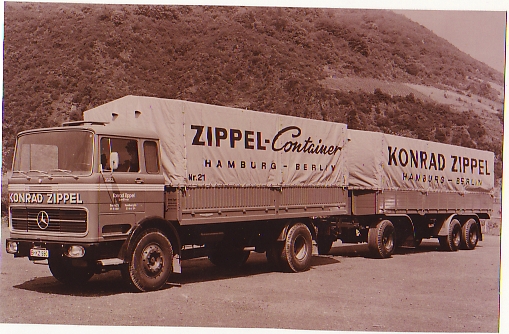 ZIPPEL-Container
HAMBURG - BERLIN
Nr. 21
KONRAD ZIPPEL
HAMBURG - BERLIN
KONRAD ZIPPEL
Konrad Zippel